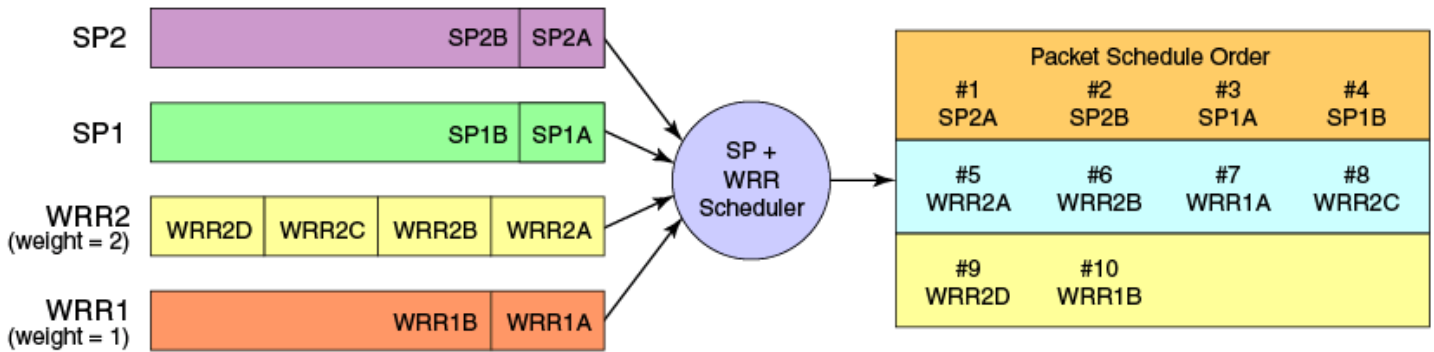 SP2
SP2B SP2A
SP1
SP1B SP1A
WRR2
(weight = 2)
WRR2D WRR2C WRR2B WRR2A
WRR1
(weight = 1)
WRR1B WRR1A
SP +
WRR
Scheduler
Packet Schedule Order
#1 #2 #3 #4
SP2A SP2B SP1A SP1B
#5 #6 #7 #8
WRR2A WRR2B WRR1A WRR2C
#9 #10
WRR2D WRR1B